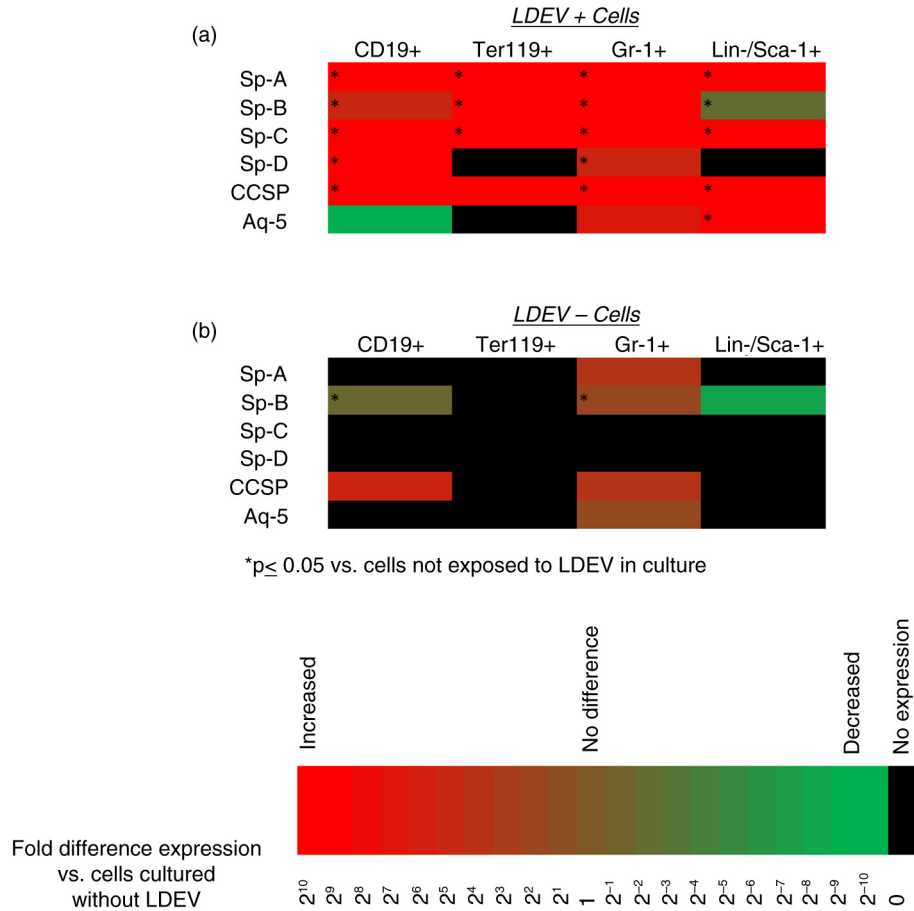 LDEV + Cells
(a)
CD19+ Ter119+ Gr-1+ Lin-/Sca-1+
Sp-A * * * *
Sp-B * * * *
Sp-C * * * *
Sp-D * *
CCSP * * *
Aq-5 *
LDEV – Cells
(b)
CD19+ Ter119+ Gr-1+ Lin-/Sca-1+
Sp-A
Sp-B * *
Sp-C
Sp-D
CCSP
Aq-5
*p≤ 0.05 vs. cells not exposed to LDEV in culture
Increased
No difference
Decreased
No expression
Fold difference expression
vs. cells cultured
without LDEV
2¹⁰ 2⁹ 2⁸ 2⁷ 2⁶ 2⁵ 2⁴ 2³ 2² 2¹ 1 2⁻¹ 2⁻² 2⁻³ 2⁻⁴ 2⁻⁵ 2⁻⁶ 2⁻⁷ 2⁻⁸ 2⁻⁹ 2⁻¹⁰ 0